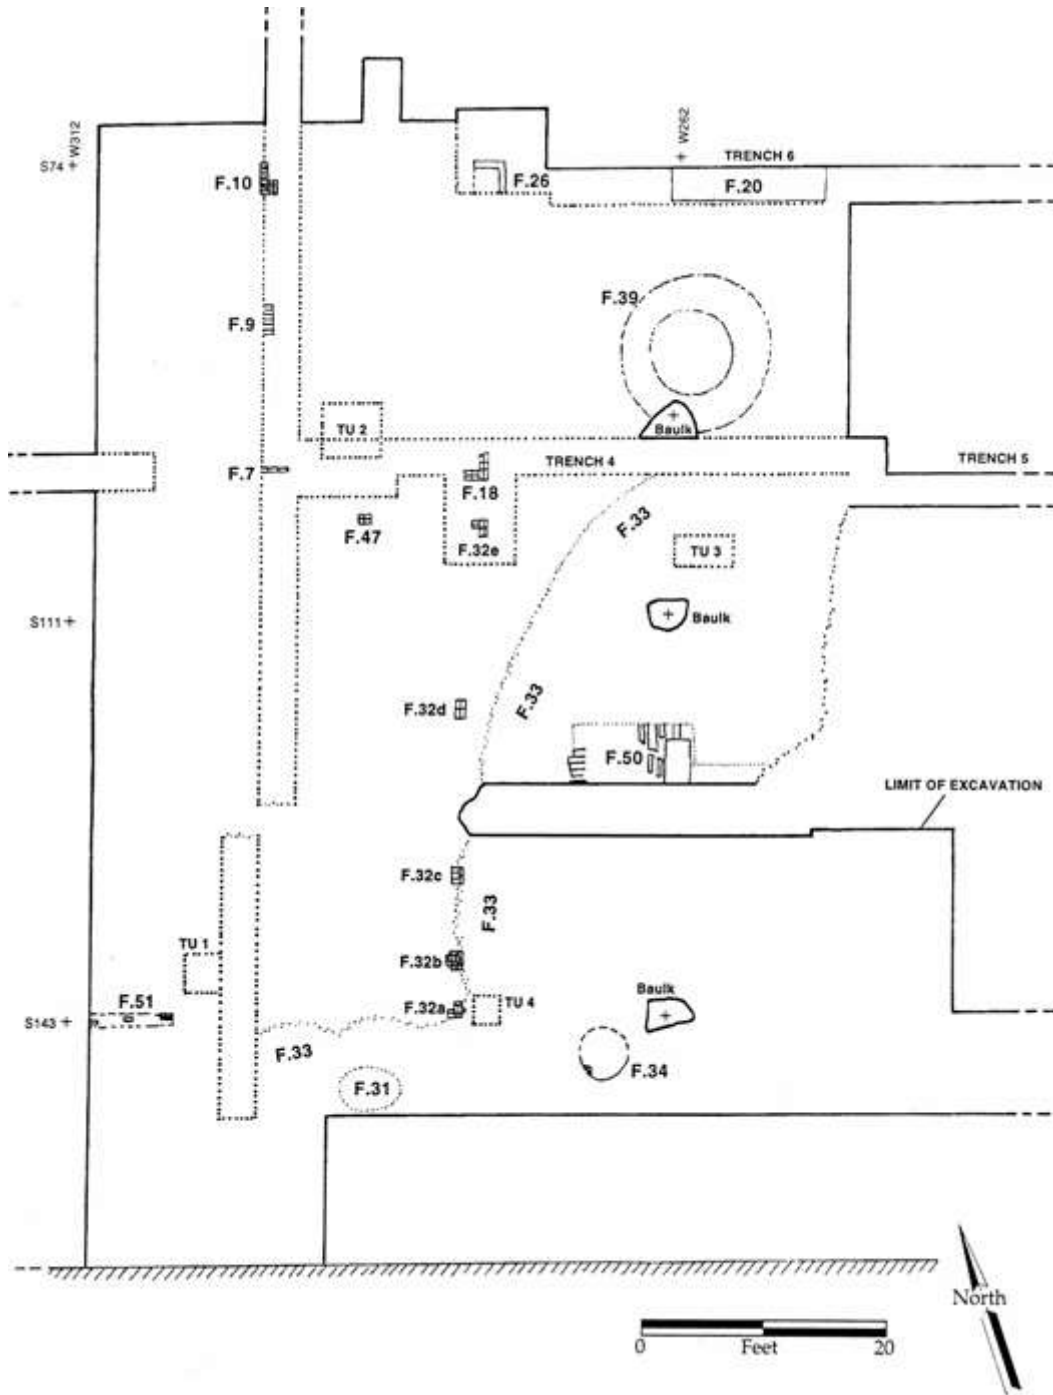 W312
W262
S74 +
TRENCH 6
F.10
F.26
F.20
F.39
F.9
TU 2
Baulk
F.7
TRENCH 4
TRENCH 5
F.18
F.47
F.32e
F.33
TU 3
S111 +
Baulk
F.33
F.32d
F.50
LIMIT OF EXCAVATION
F.32c
F.33
TU 1
F.32b
F.51
F.32a
TU 4
Baulk
S143 +
F.33
F.34
F.31
North
0 Feet 20